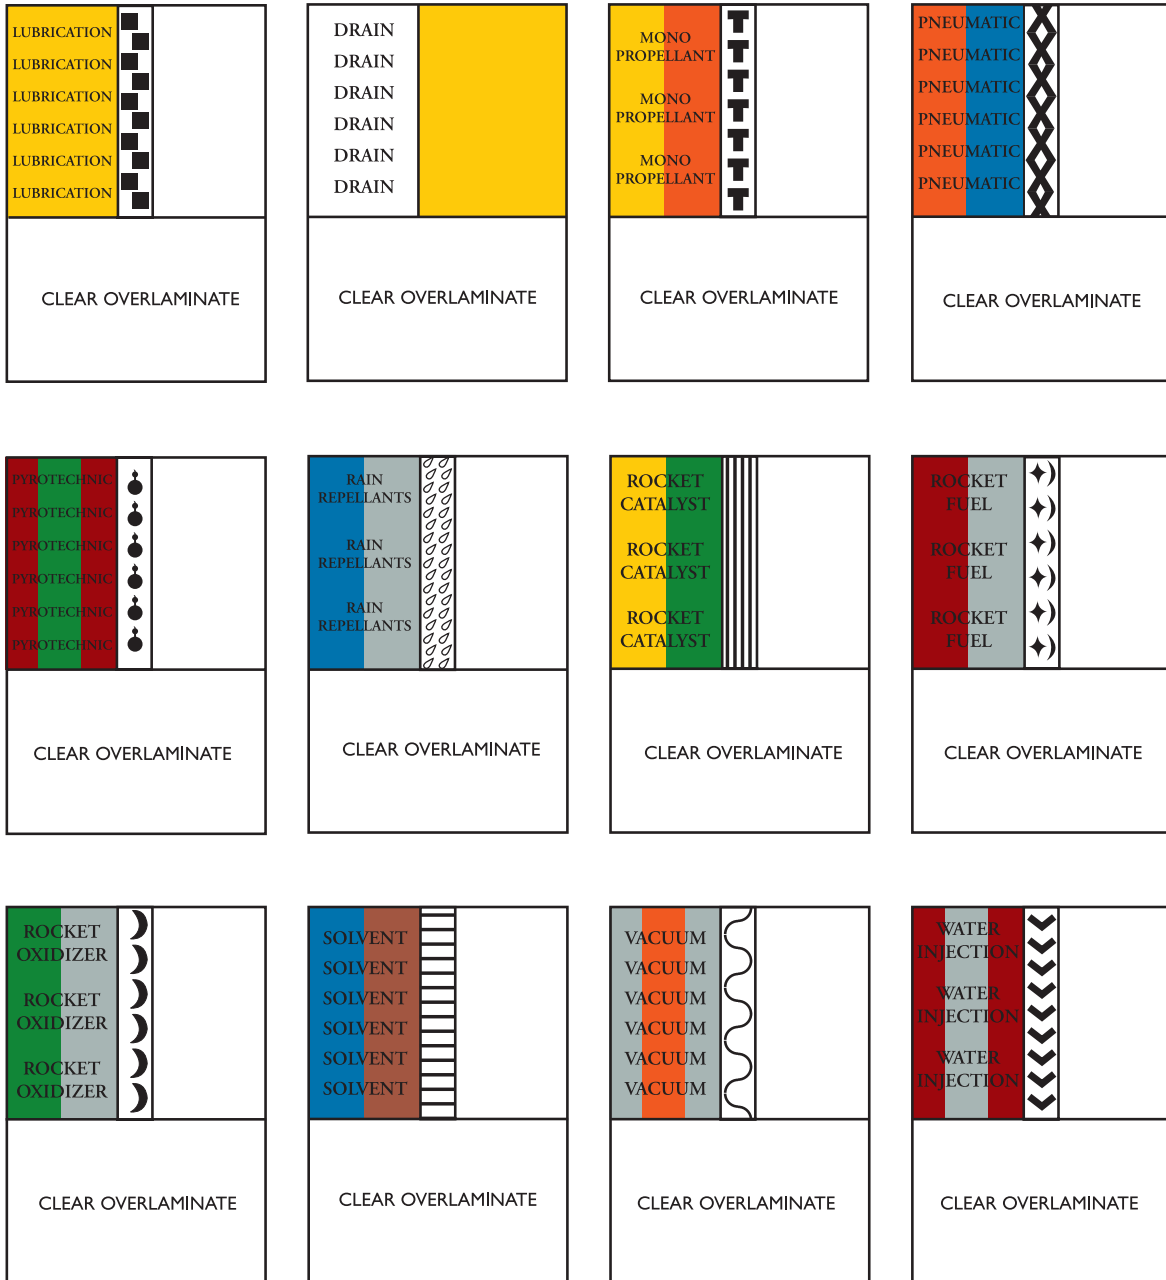 LUBRICATION
LUBRICATION
LUBRICATION
LUBRICATION
LUBRICATION
LUBRICATION
CLEAR OVERLAMINATE
DRAIN
DRAIN
DRAIN
DRAIN
DRAIN
DRAIN
CLEAR OVERLAMINATE
MONO
PROPELLANT
MONO
PROPELLANT
MONO
PROPELLANT
CLEAR OVERLAMINATE
PNEUMATIC
PNEUMATIC
PNEUMATIC
PNEUMATIC
PNEUMATIC
PNEUMATIC
CLEAR OVERLAMINATE
PYROTECHNIC
PYROTECHNIC
PYROTECHNIC
PYROTECHNIC
PYROTECHNIC
PYROTECHNIC
CLEAR OVERLAMINATE
RAIN
REPELLANTS
RAIN
REPELLANTS
RAIN
REPELLANTS
CLEAR OVERLAMINATE
ROCKET
CATALYST
ROCKET
CATALYST
ROCKET
CATALYST
CLEAR OVERLAMINATE
ROCKET
FUEL
ROCKET
FUEL
ROCKET
FUEL
CLEAR OVERLAMINATE
ROCKET
OXIDIZER
ROCKET
OXIDIZER
ROCKET
OXIDIZER
CLEAR OVERLAMINATE
SOLVENT
SOLVENT
SOLVENT
SOLVENT
SOLVENT
SOLVENT
CLEAR OVERLAMINATE
VACUUM
VACUUM
VACUUM
VACUUM
VACUUM
VACUUM
CLEAR OVERLAMINATE
WATER
INJECTION
WATER
INJECTION
WATER
INJECTION
CLEAR OVERLAMINATE